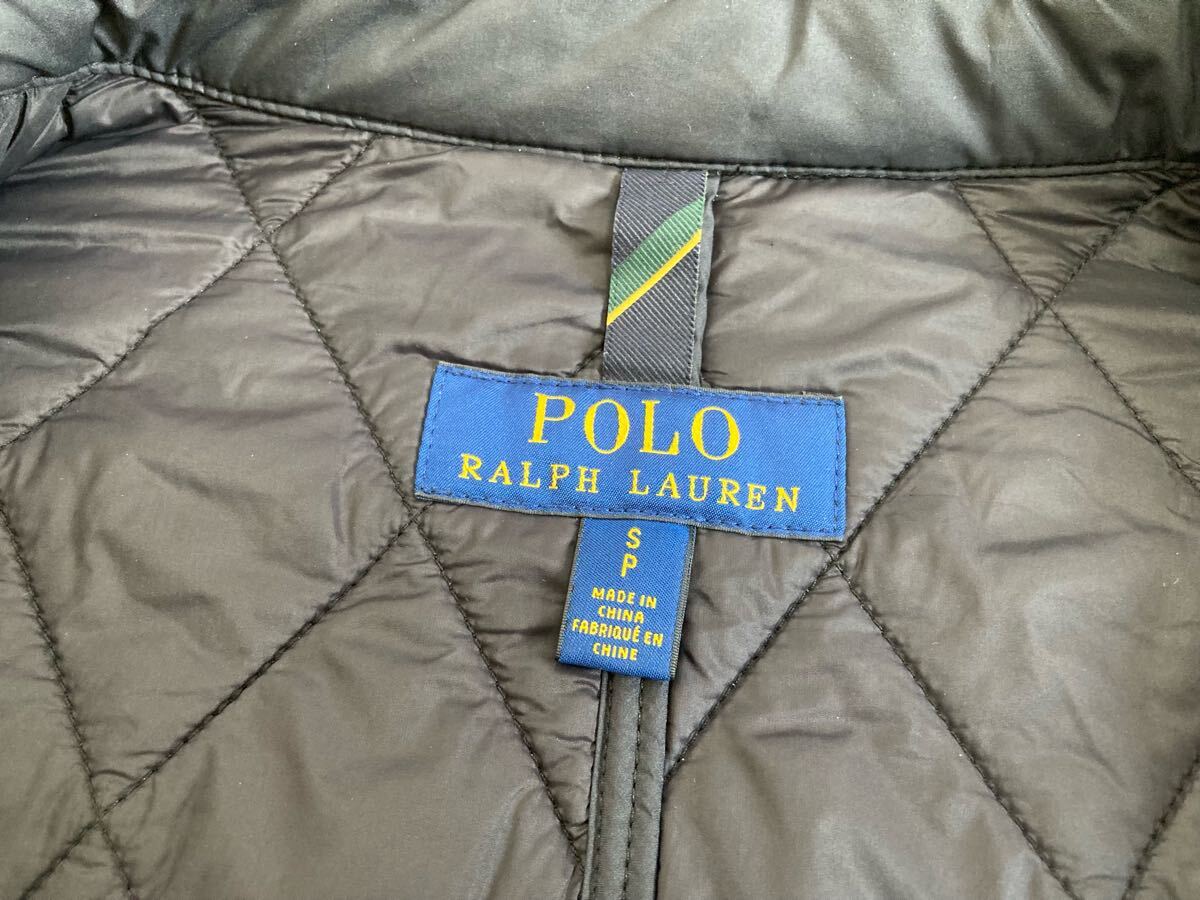 POLO
RALPH LAUREN
S
P
MADE IN
CHINA
FABRIQUÉ EN
CHINE